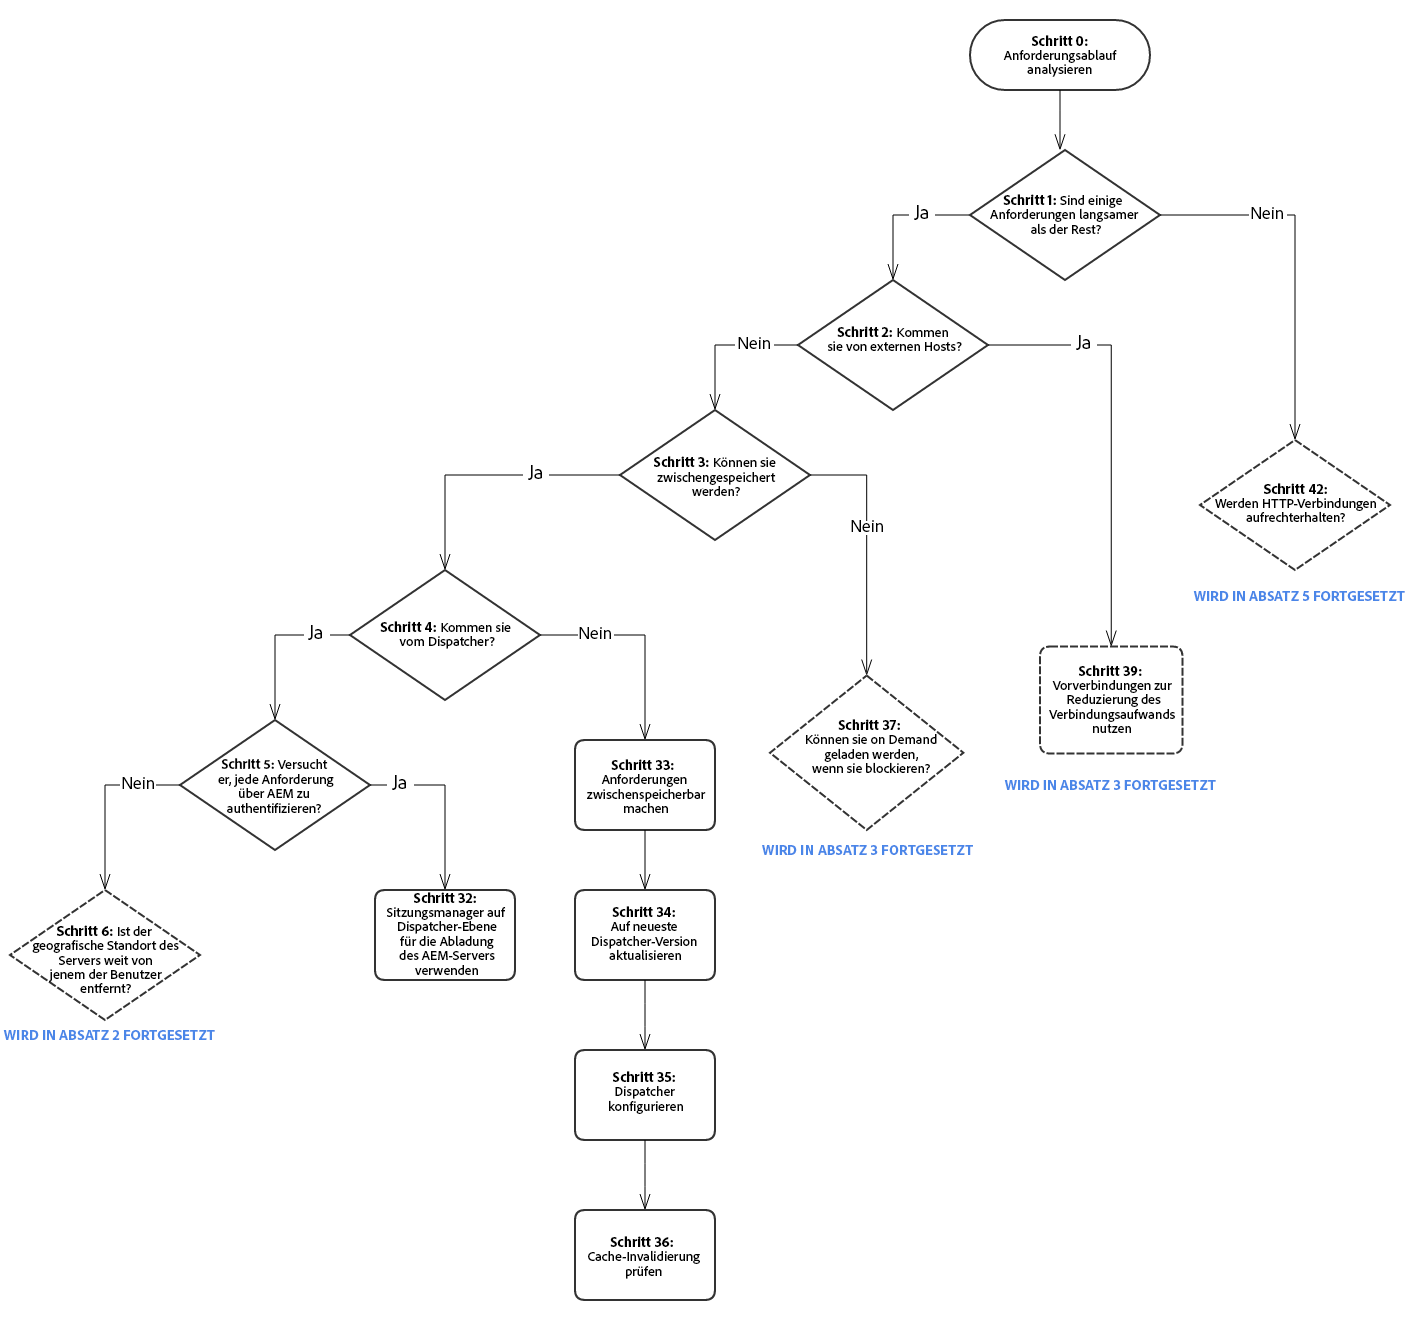 Schritt 0:
Anforderungsablauf
analysieren
Schritt 1: Sind einige
Anforderungen langsamer
als der Rest?
Ja
Nein
Schritt 2: Kommen
sie von externen Hosts?
Nein
Ja
Schritt 3: Können sie
zwischengespeichert
werden?
Ja
Nein
Schritt 42:
Werden HTTP-Verbindungen
aufrechterhalten?
WIRD IN ABSATZ 5 FORTGESETZT
Schritt 4: Kommen sie
vom Dispatcher?
Ja
Nein
Schritt 39:
Vorverbindungen zur
Reduzierung des
Verbindungsaufwands
nutzen
WIRD IN ABSATZ 3 FORTGESETZT
Schritt 37:
Können sie on Demand
geladen werden,
wenn sie blockieren?
WIRD IN ABSATZ 3 FORTGESETZT
Schritt 5: Versucht
er, jede Anforderung
über AEM zu
authentifizieren?
Nein
Ja
Schritt 33:
Anforderungen
zwischenspeicherbar
machen
Schritt 6: Ist der
geografische Standort des
Servers weit von
jenem der Benutzer
entfernt?
WIRD IN ABSATZ 2 FORTGESETZT
Schritt 32:
Sitzungsmanager auf
Dispatcher-Ebene
für die Abladung
des AEM-Servers
verwenden
Schritt 34:
Auf neueste
Dispatcher-Version
aktualisieren
Schritt 35:
Dispatcher
konfigurieren
Schritt 36:
Cache-Invalidierung
prüfen